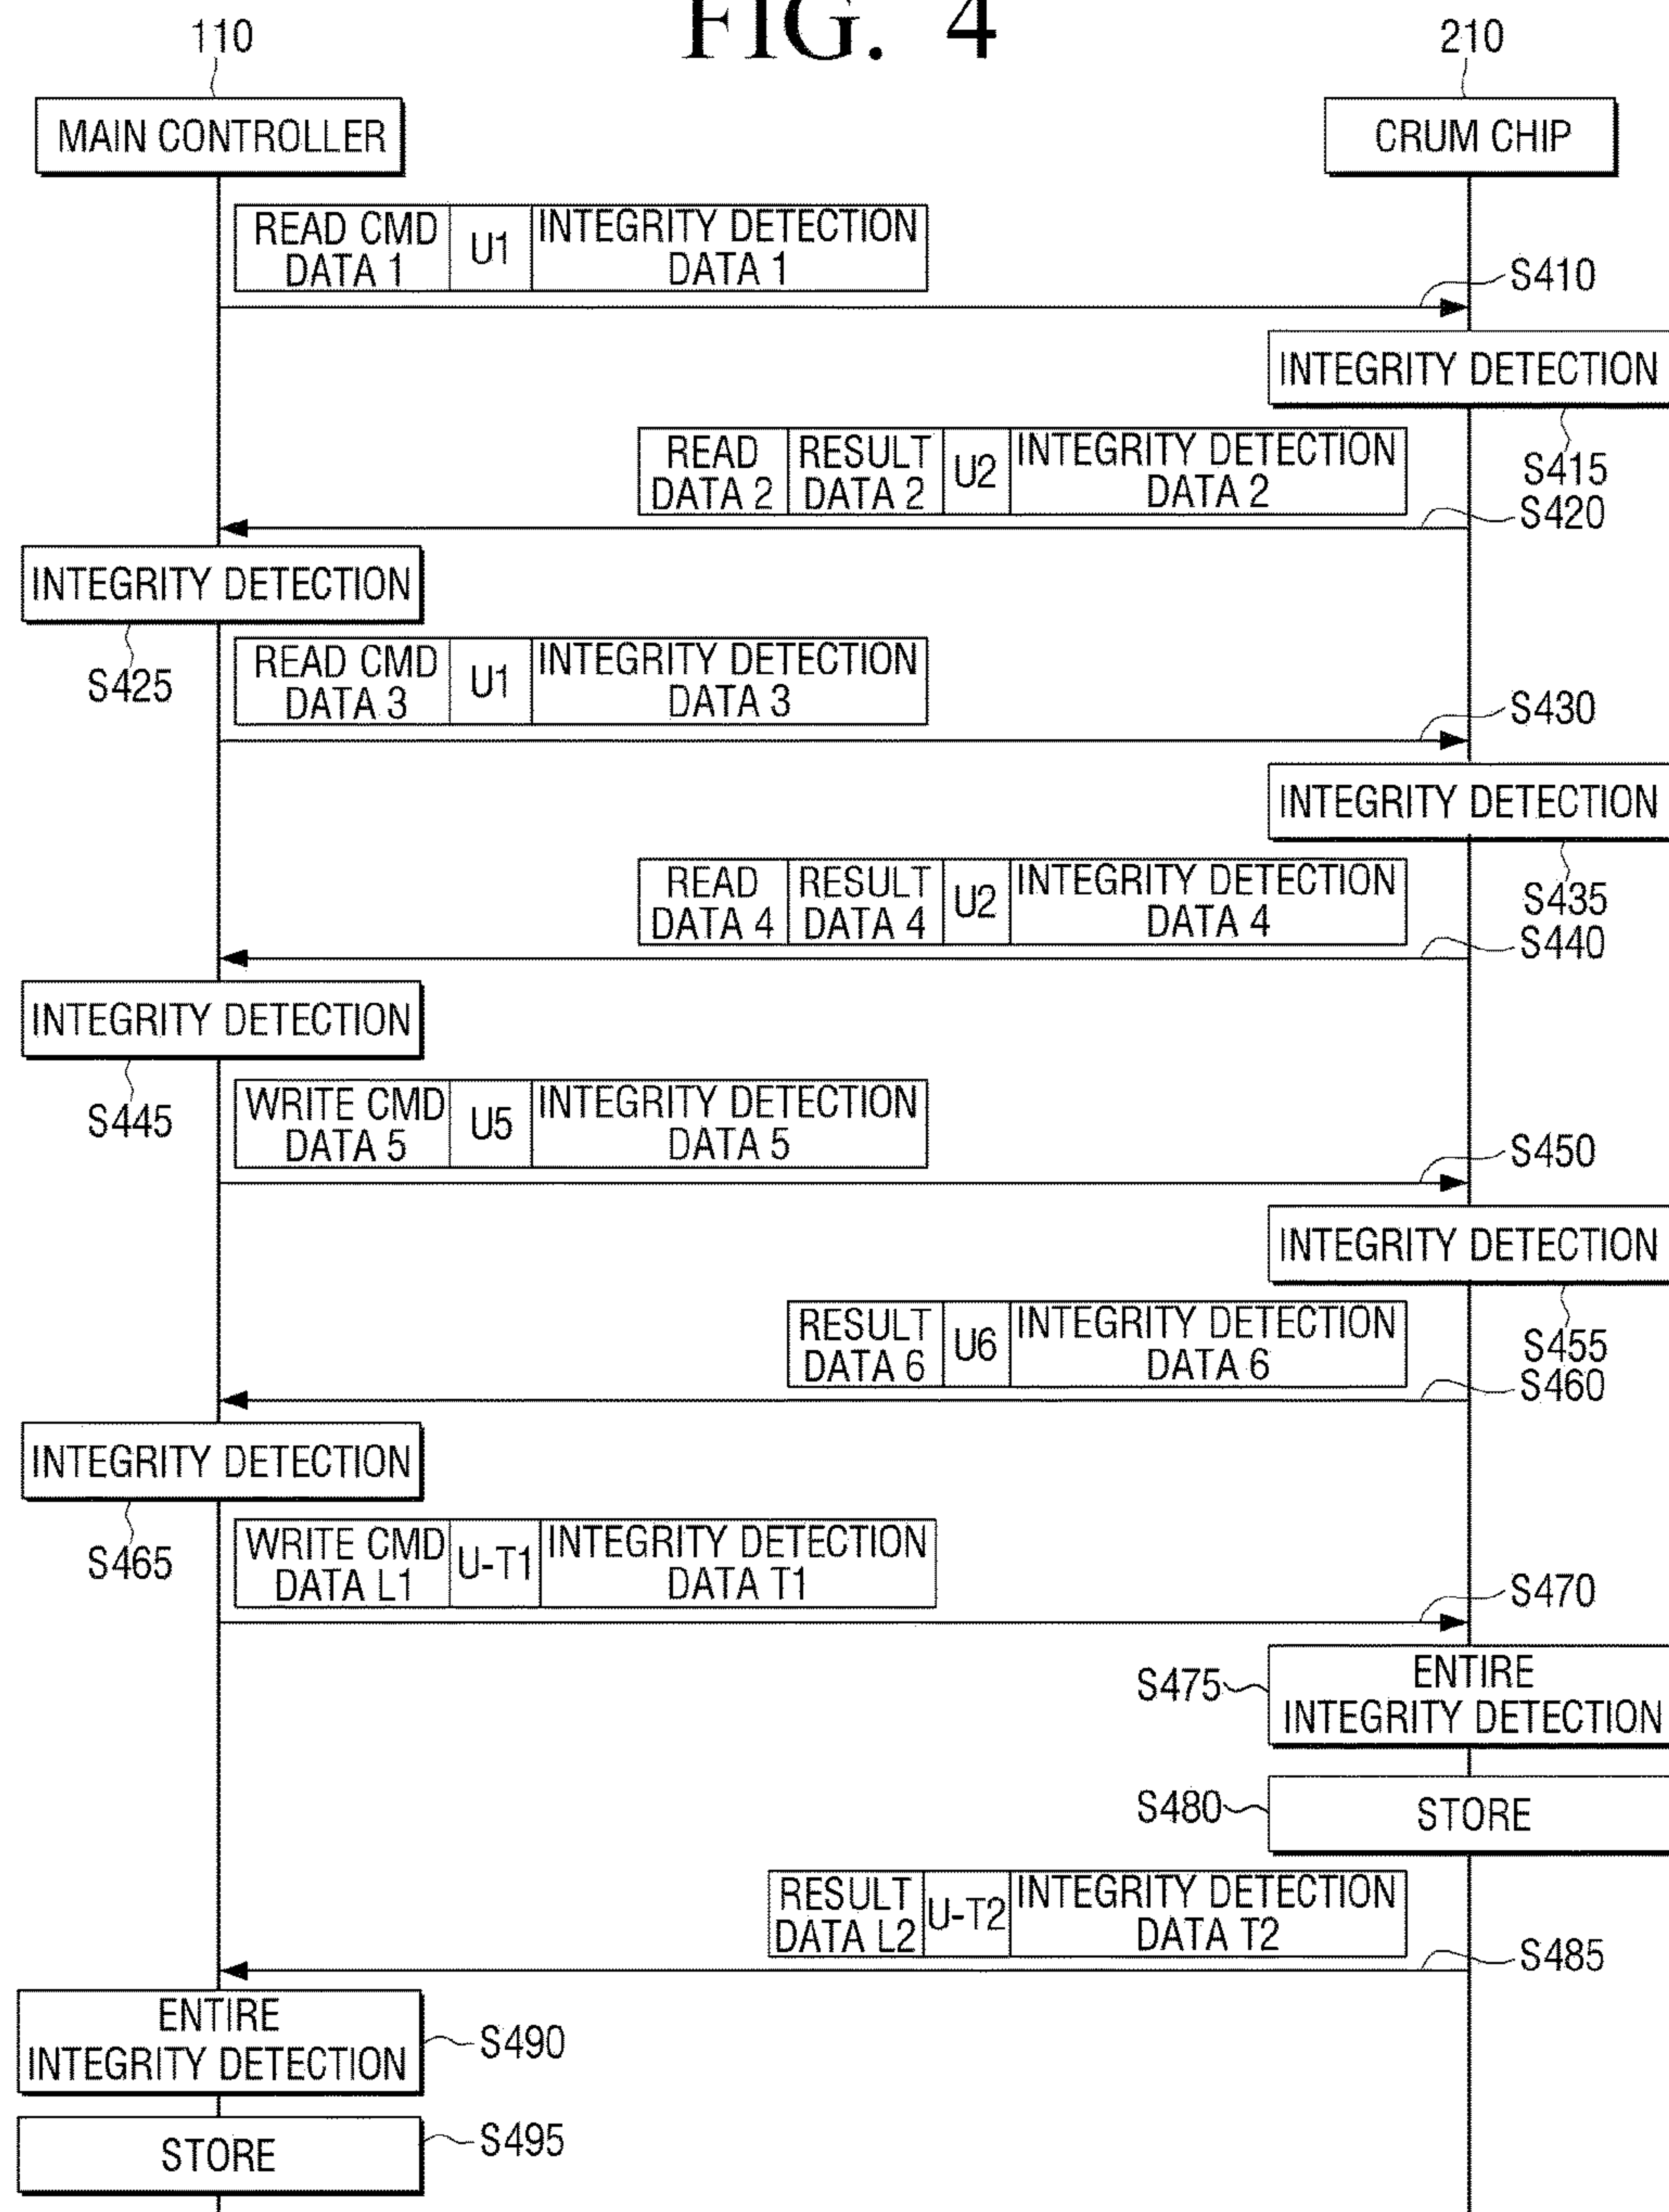 FIG. 4
110
210
MAIN CONTROLLER
CRUM CHIP
READ CMD
DATA 1
U1
INTEGRITY DETECTION
DATA 1
S410
INTEGRITY DETECTION
S415
READ
DATA 2
RESULT
DATA 2
U2
INTEGRITY DETECTION
DATA 2
S420
INTEGRITY DETECTION
S425
READ CMD
DATA 3
U1
INTEGRITY DETECTION
DATA 3
S430
INTEGRITY DETECTION
S435
READ
DATA 4
RESULT
DATA 4
U2
INTEGRITY DETECTION
DATA 4
S440
INTEGRITY DETECTION
S445
WRITE CMD
DATA 5
U5
INTEGRITY DETECTION
DATA 5
S450
INTEGRITY DETECTION
S455
RESULT
DATA 6
U6
INTEGRITY DETECTION
DATA 6
S460
INTEGRITY DETECTION
S465
WRITE CMD
DATA L1
U-T1
INTEGRITY DETECTION
DATA T1
S470
S475
ENTIRE
INTEGRITY DETECTION
S480
STORE
RESULT
DATA L2
U-T2
INTEGRITY DETECTION
DATA T2
S485
ENTIRE
INTEGRITY DETECTION
S490
STORE
S495